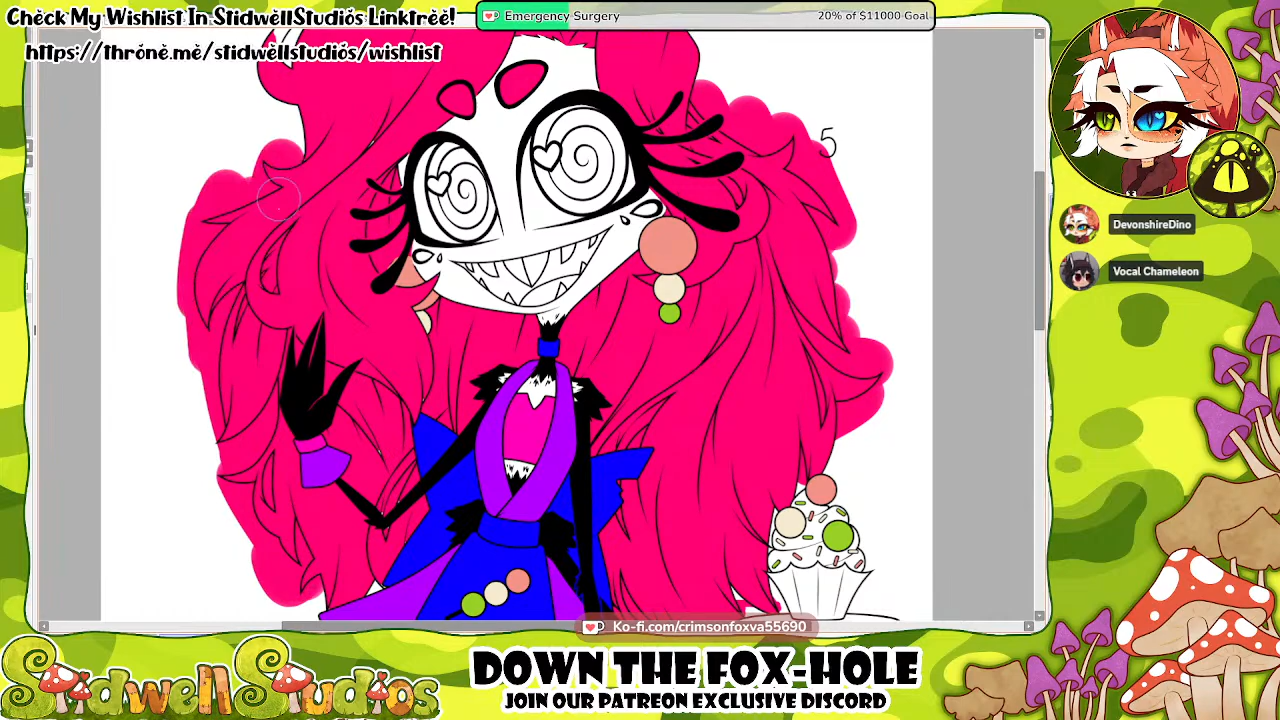 Check My Wishlist In StidwellStudios Linktree!
https://throne.me/stidwellstudios/wishlist
Emergency Surgery
20% of $11000 Goal
5
DevonshireDino
Vocal Chameleon
Ko-fi.com/crimsonfoxva55690
StidwellStudios
DOWN THE FOX-HOLE
JOIN OUR PATREON EXCLUSIVE DISCORD